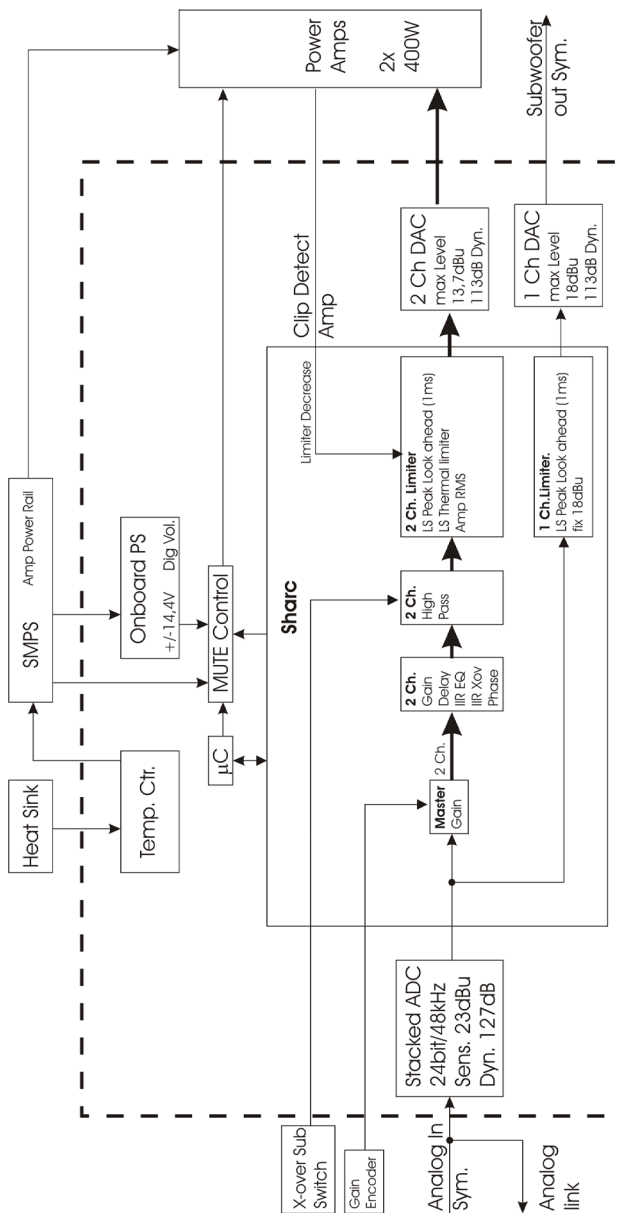 Heat Sink
SMPS
Amp Power Rail
Temp. Ctr.
Onboard PS
+/-14,4V Dig Vol.
µC
MUTE Control
Power
Amps
2x
400W
Clip Detect
Amp
Sharc
Limiter Decrease
X-over Sub
Switch
Gain
Encoder
Analog In
Sym.
Analog
link
Stacked ADC
24bit/48kHz
Sens. 23dBu
Dyn. 127dB
Master
Gain
2 Ch.
2 Ch.
Gain
Delay
IIR EQ
IIR Xov
Phase
2 Ch.
High
Pass
2 Ch. Limiter
LS Peak Look ahead (1ms)
LS Thermal limiter
Amp RMS
1 Ch.Limiter.
LS Peak Look ahead (1ms)
fix 18dBu
2 Ch DAC
max Level
13,7dBu
113dB Dyn.
1 Ch DAC
max Level
18dBu
113dB Dyn.
Subwoofer
out Sym.